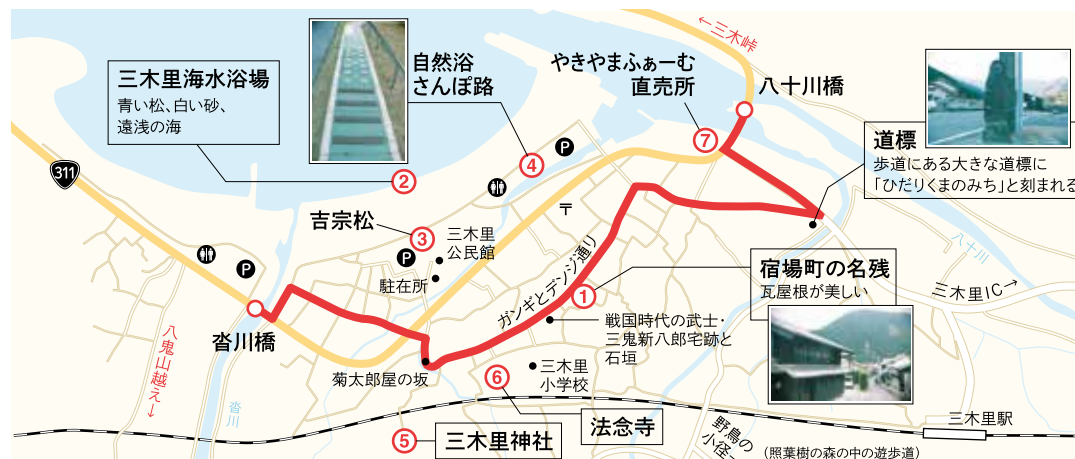 ←三木峠
三木里海水浴場
青い松、白い砂、
遠浅の海
自然浴
さんぽ路
やきやまふぁーむ
直売所
八十川橋
道標
歩道にある大きな道標に
「ひだりくまのみち」と刻まれる
311
②
④
P
⑦
〒
吉宗松
③
P
三木里
公民館
駐在所
P
ガンギとデンジ通り
①
宿場町の名残
瓦屋根が美しい
八十川
三木里IC→
沓川橋
八鬼山越え→
沓川
菊太郎屋の坂
戦国時代の武士・
三鬼新八郎宅跡と
石垣
⑥
三木里
小学校
⑤
三木里神社
法念寺
野鳥の
小径→
(照葉樹の森の中の遊歩道)
三木里駅